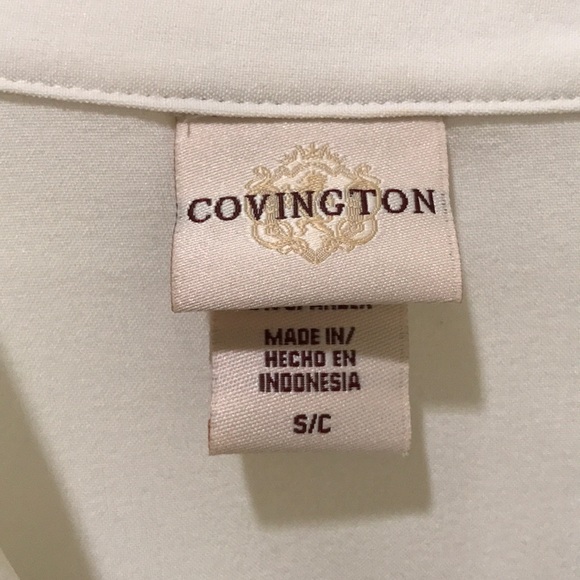 COVINGTON
MADE IN/
HECHO EN
INDONESIA
S/C